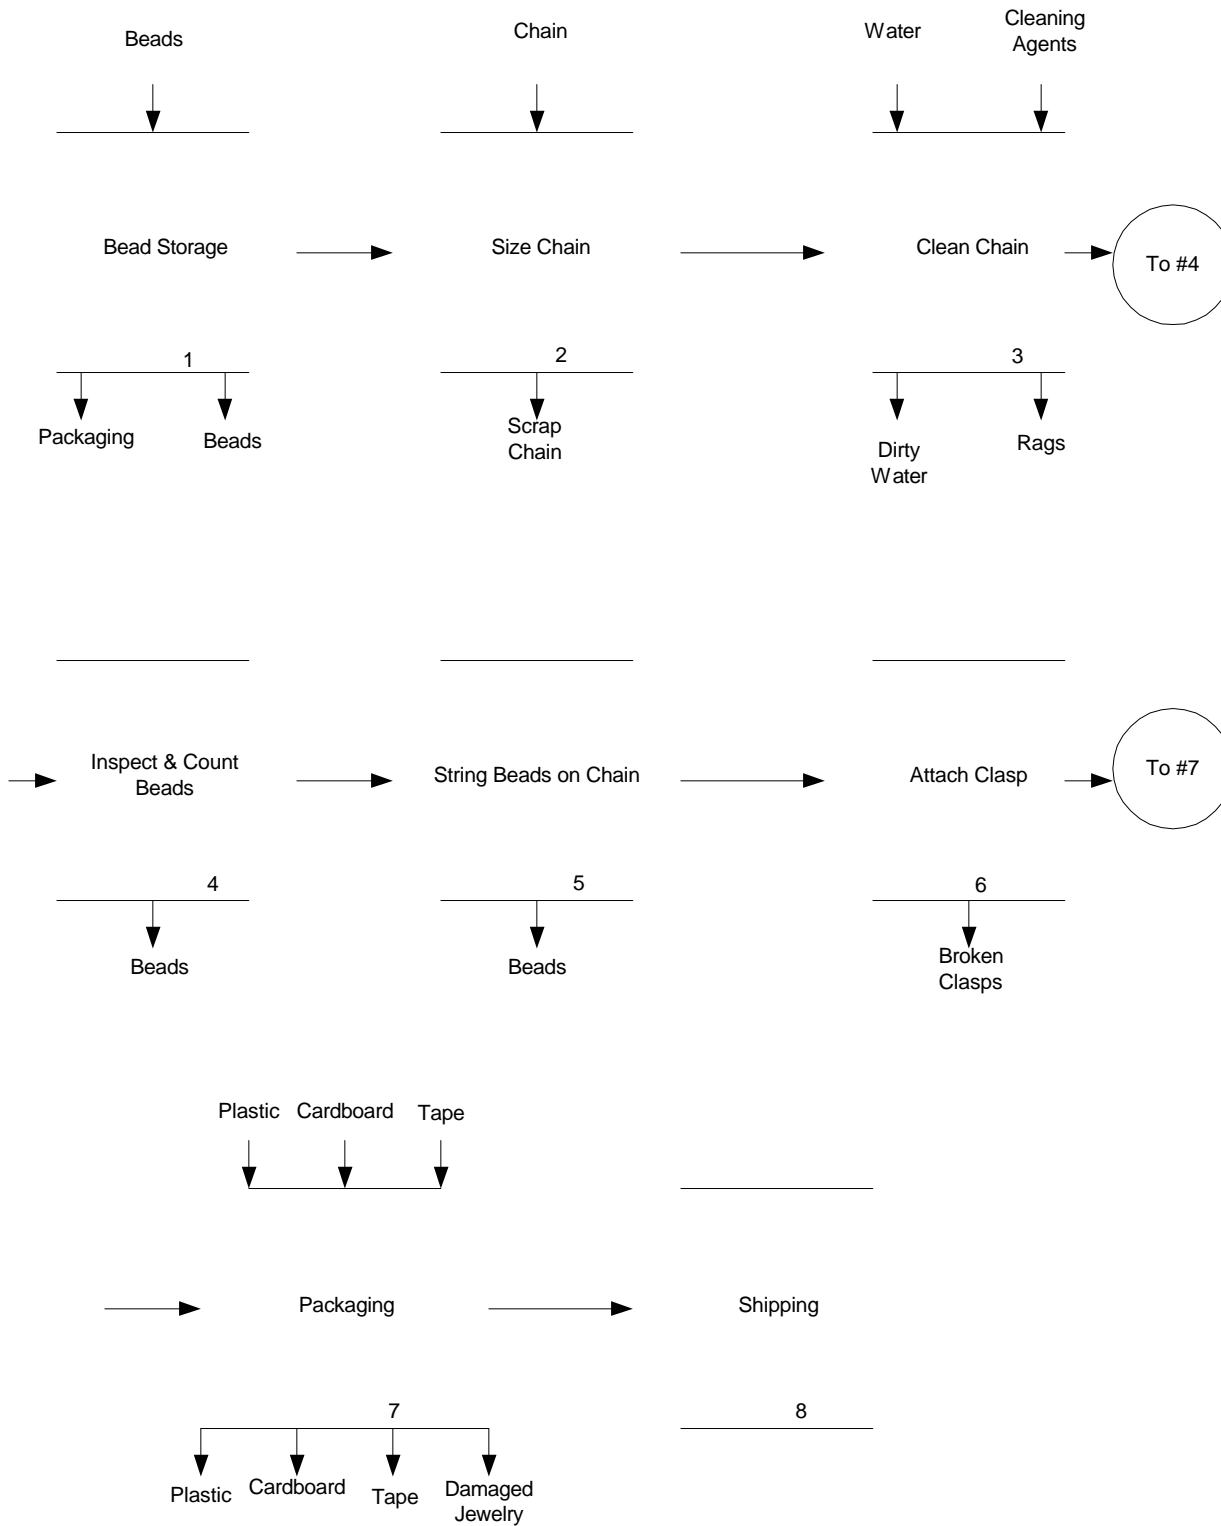 Beads
Chain
Water
Cleaning
Agents
Bead Storage
Size Chain
Clean Chain
To #4
1
2
3
Packaging
Beads
Scrap
Chain
Dirty
Water
Rags
Inspect & Count
Beads
String Beads on Chain
Attach Clasp
To #7
4
5
6
Beads
Beads
Broken
Clasps
Plastic
Cardboard
Tape
Packaging
Shipping
7
8
Plastic
Cardboard
Tape
Damaged
Jewelry